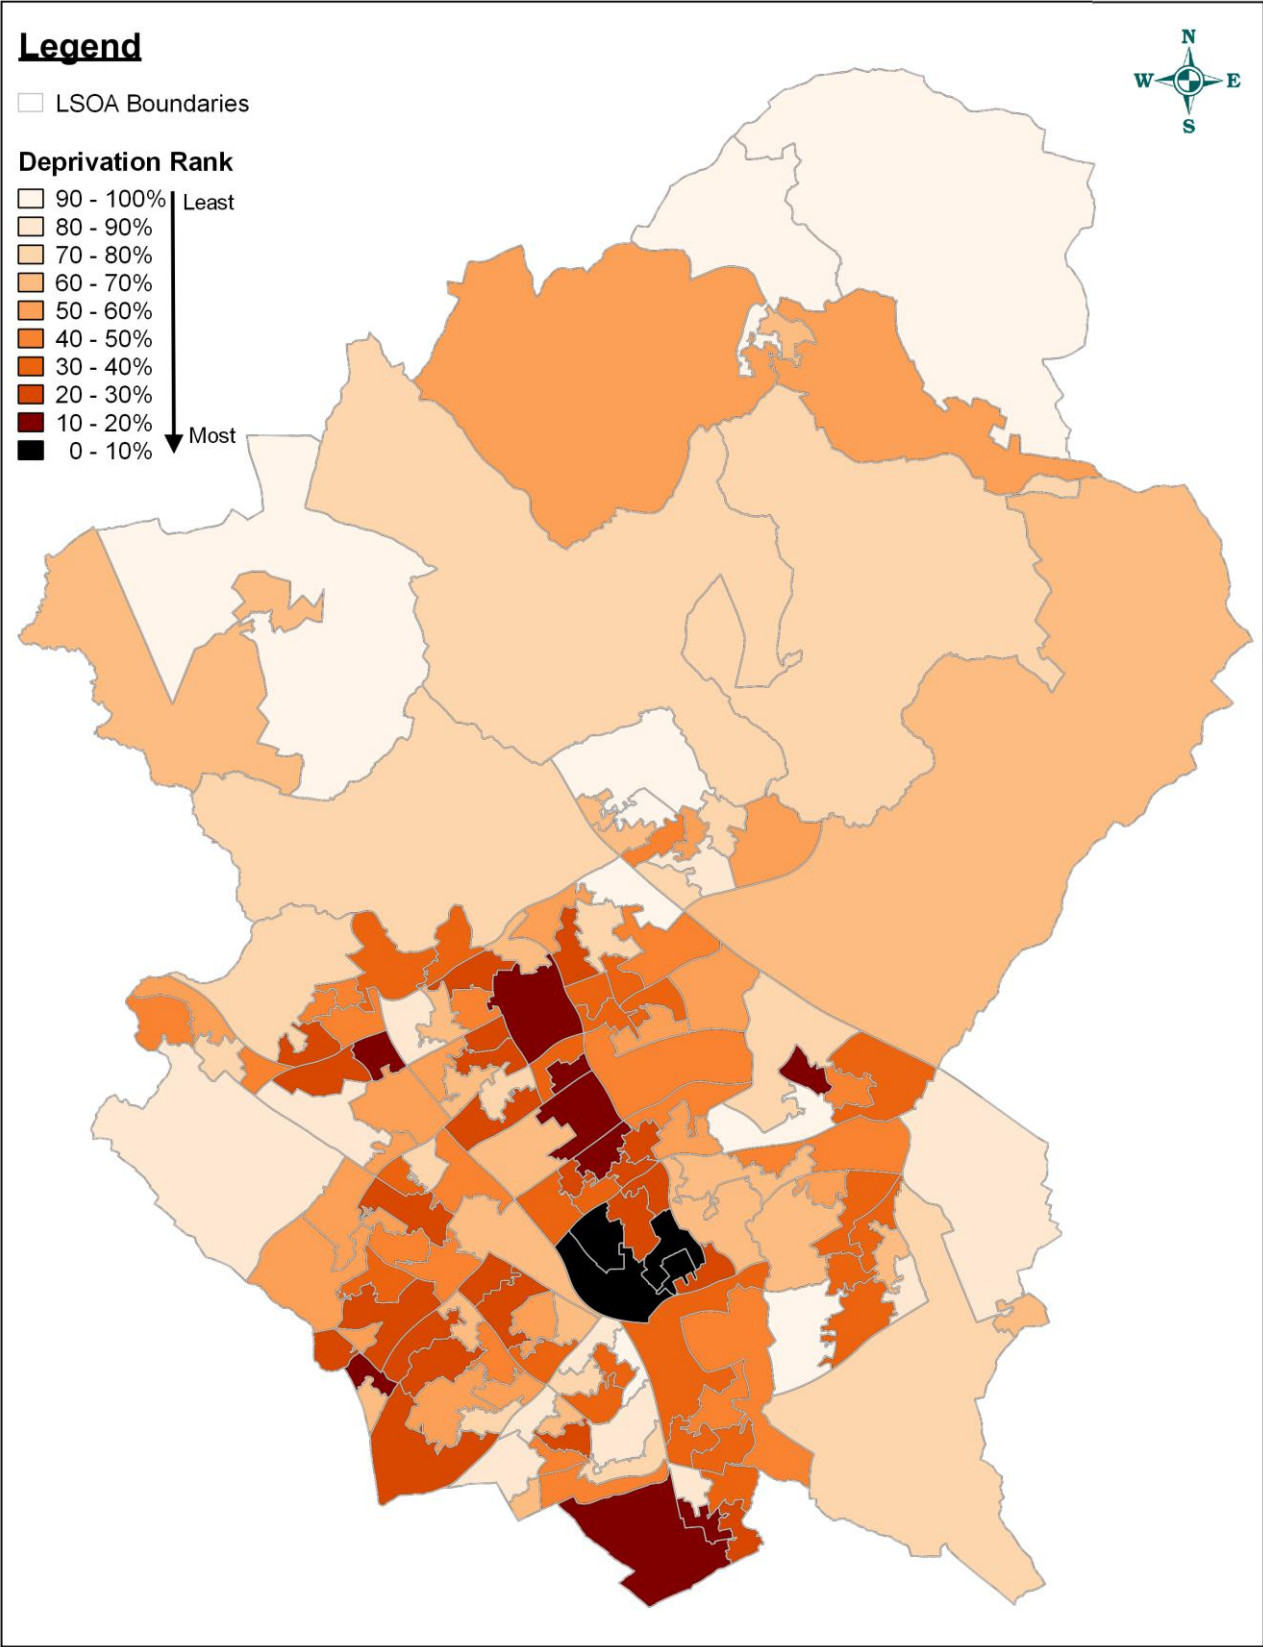 Legend
LSOA Boundaries
Deprivation Rank
90 - 100%
Least
80 - 90%
70 - 80%
60 - 70%
50 - 60%
40 - 50%
30 - 40%
20 - 30%
10 - 20%
Most
0 - 10%
N
W E
S